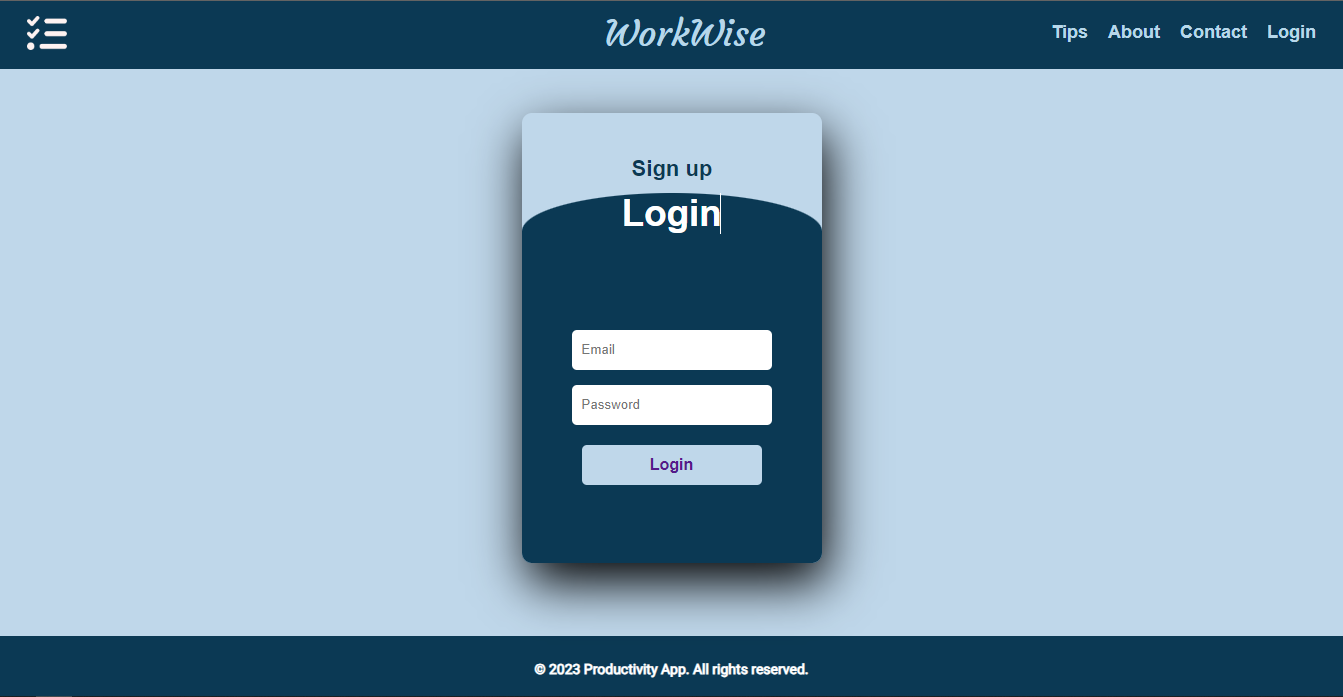 WorkWise
Tips About Contact Login
Sign up
Login
Email
Password
Login
© 2023 Productivity App. All rights reserved.